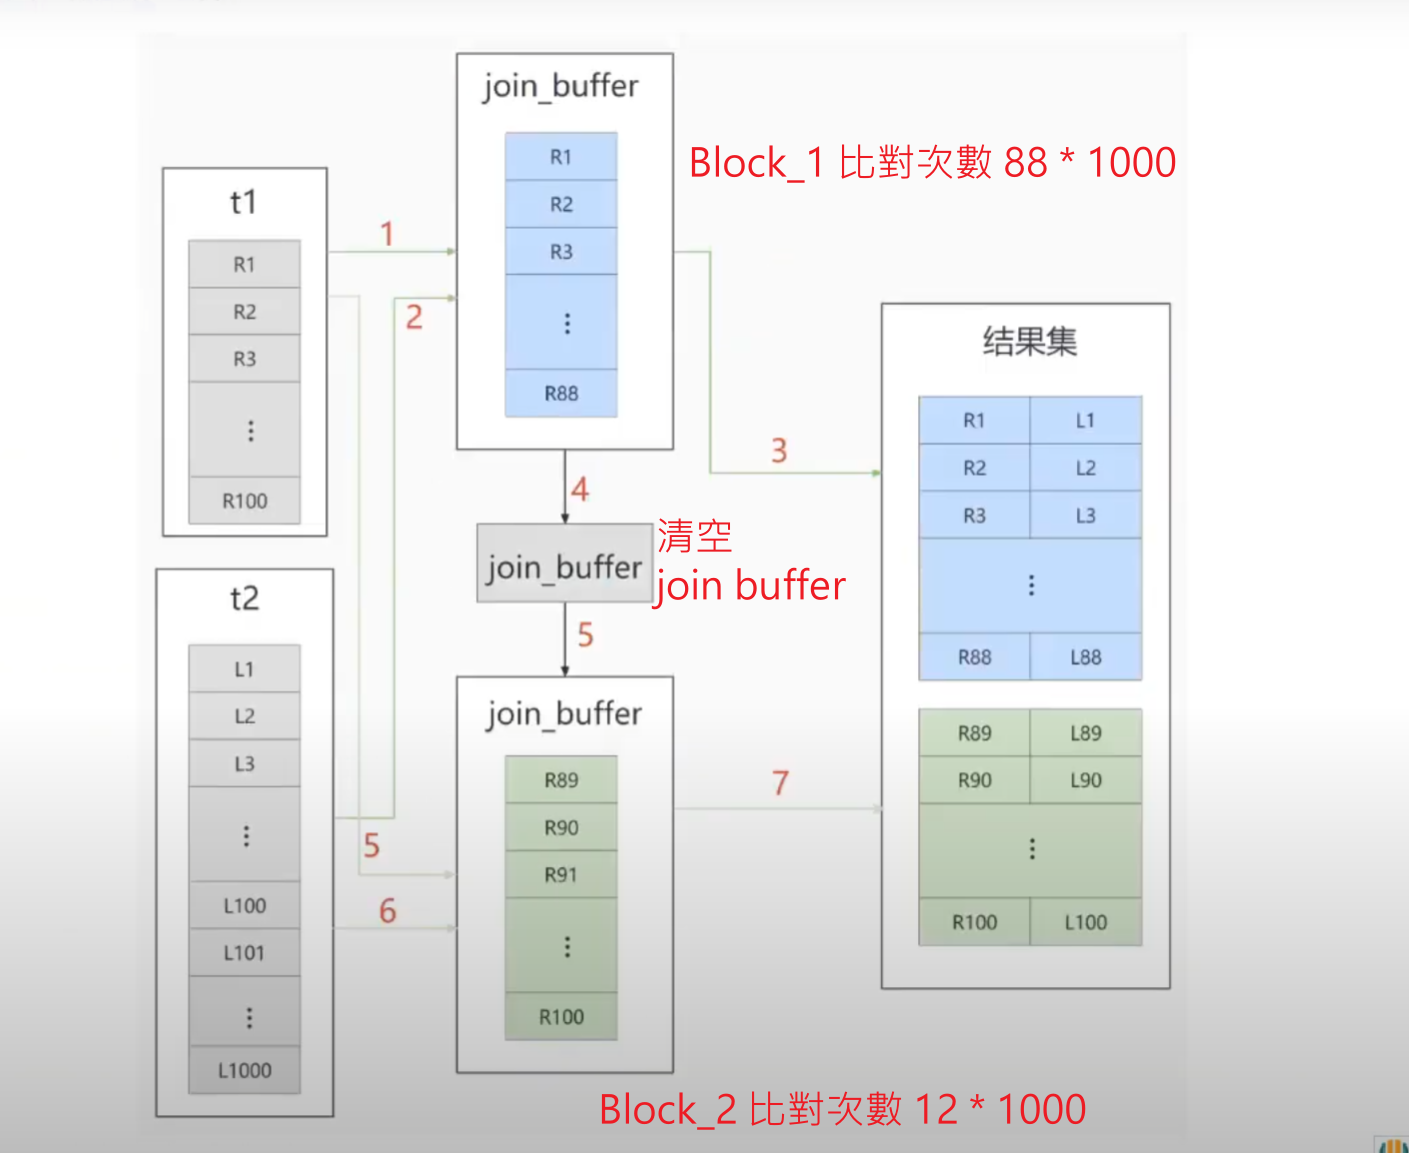 join_buffer
R1
R2
R3
⋮
R88
Block_1 比對次數 88 * 1000
t1
R1
R2
R3
⋮
R100
1
2
3
4
清空
join_buffer
join buffer
5
t2
L1
L2
L3
⋮
L100
L101
⋮
L1000
5
6
join_buffer
R89
R90
R91
⋮
R100
7
结果集
R1 L1
R2 L2
R3 L3
⋮
R88 L88
R89 L89
R90 L90
⋮
R100 L100
Block_2 比對次數 12 * 1000